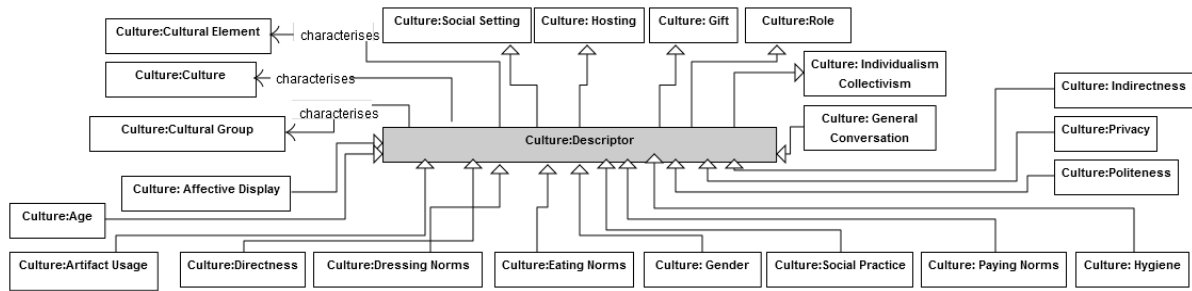 Culture:Social Setting
Culture: Hosting
Culture: Gift
Culture:Role
Culture:Cultural Element
characterises
Culture: Individualism
Collectivism
Culture:Culture
characterises
Culture: Indirectness
characterises
Culture: General
Conversation
Culture:Cultural Group
Culture:Privacy
Culture:Descriptor
Culture:Politeness
Culture: Affective Display
Culture:Age
Culture:Artifact Usage
Culture:Directness
Culture:Dressing Norms
Culture:Eating Norms
Culture: Gender
Culture:Social Practice
Culture: Paying Norms
Culture: Hygiene